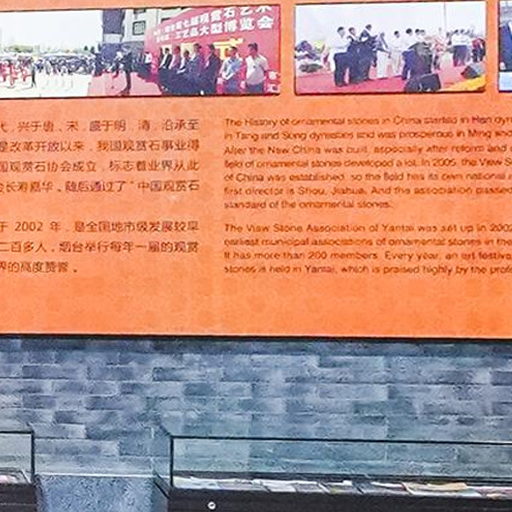 第七届观赏石艺术
工艺品大型博览会
代，兴于唐、宋，盛于明、清，沿承至
是改革开放以来，我国观赏石事业得
国观赏石协会成立，标志着业界从此
会长寿嘉华。随后通过了“中国观赏石
于 2002 年，是全国地市级发展较早
二百多人，烟台举行每年一届的观赏
界的高度赞誉。
The History of ornamental stones in China started in Han dyn
in Tang and Song dynasties and was prosperous in Ming and
After the New China was built, especially after reform and
field of ornamental stones developed a lot. In 2005, the View S
of China was established, so the field has its own national
first director is Shou, Jiahua. And the association passed
standard of the ornamental stones.
The View Stone Association of Yantai was set up in 2002
earliest municipal associations of ornamental stones in the
It has more than 200 members. Every year, an art festiva
stones is held in Yantai, which is praised highly by the profe